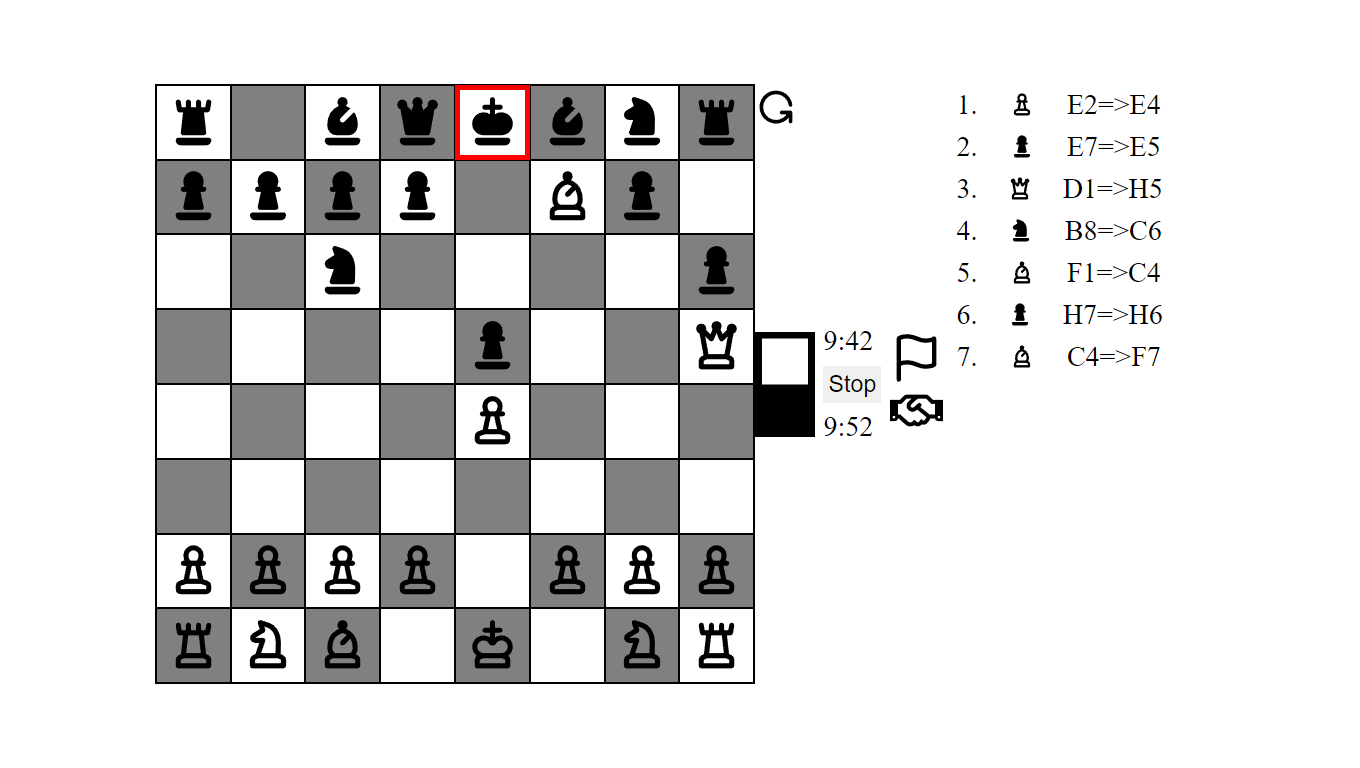 1. E2=>E4
2. E7=>E5
3. D1=>H5
4. B8=>C6
5. F1=>C4
6. H7=>H6
7. C4=>F7
9:42
Stop
9:52